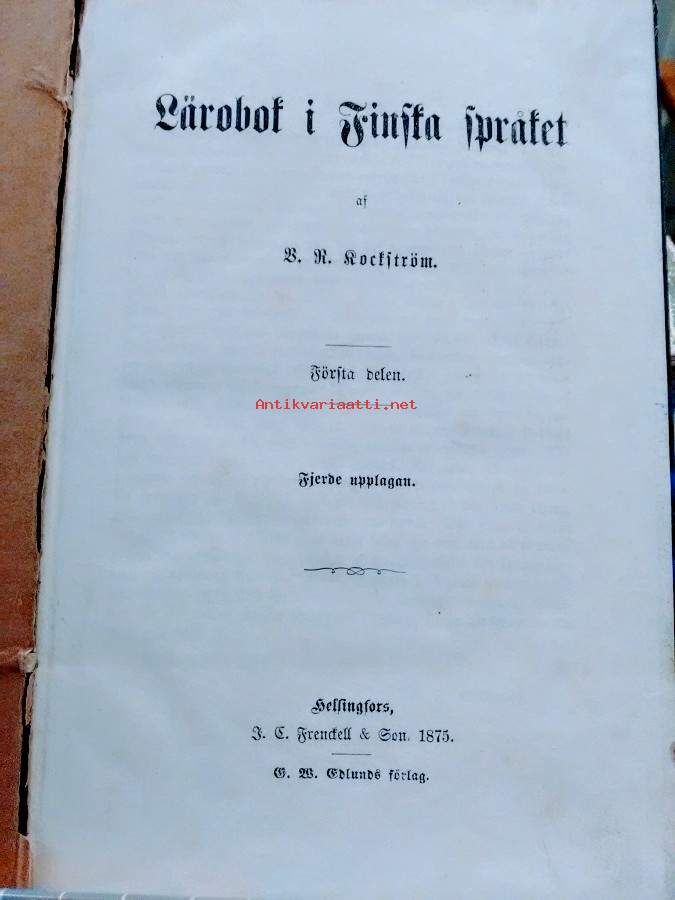 Lärobok i Finska språket
af
V. R. Kockström.
Första delen.
Antikvariaatti.net
Fjerde upplagan.
Helsingfors,
J. C. Frenckell & Son. 1875.
G. W. Edlunds förlag.